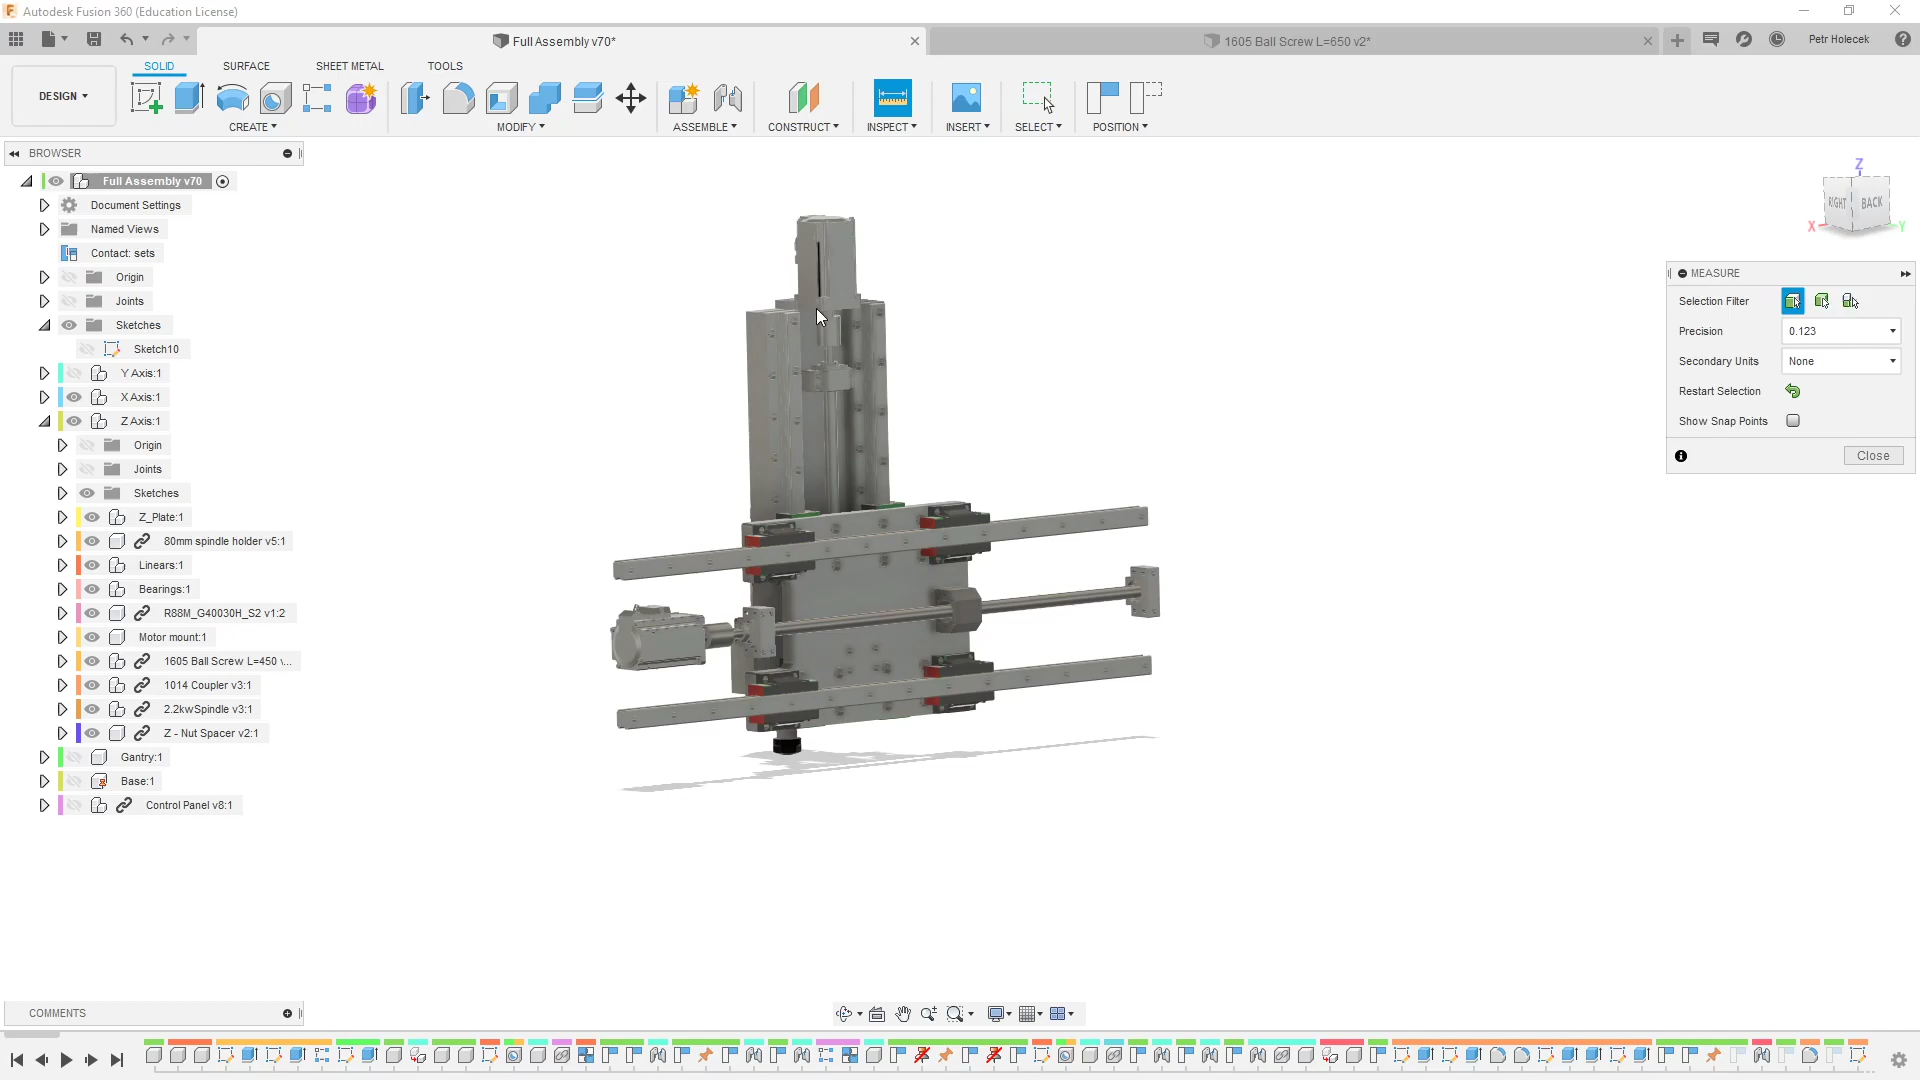 Autodesk Fusion 360 (Education License)
Full Assembly v70*
1605 Ball Screw L=650 v2*
Petr Holecek
SOLID
SURFACE
SHEET METAL
TOOLS
DESIGN
CREATE
MODIFY
ASSEMBLE
CONSTRUCT
INSPECT
INSERT
SELECT
POSITION
BROWSER
Full Assembly v70
Document Settings
Named Views
Contact: sets
Origin
Joints
Sketches
Sketch10
Y Axis:1
X Axis:1
Z Axis:1
Origin
Joints
Sketches
Z_Plate:1
80mm spindle holder v5:1
Linears:1
Bearings:1
R88M_G40030H_S2 v1:2
Motor mount:1
1605 Ball Screw L=450 v...
1014 Coupler v3:1
2.2kwSpindle v3:1
Z - Nut Spacer v2:1
Gantry:1
Base:1
Control Panel v8:1
Z
RIGHT
BACK
X
Y
MEASURE
Selection Filter
Precision
0.123
Secondary Units
None
Restart Selection
Show Snap Points
Close
COMMENTS